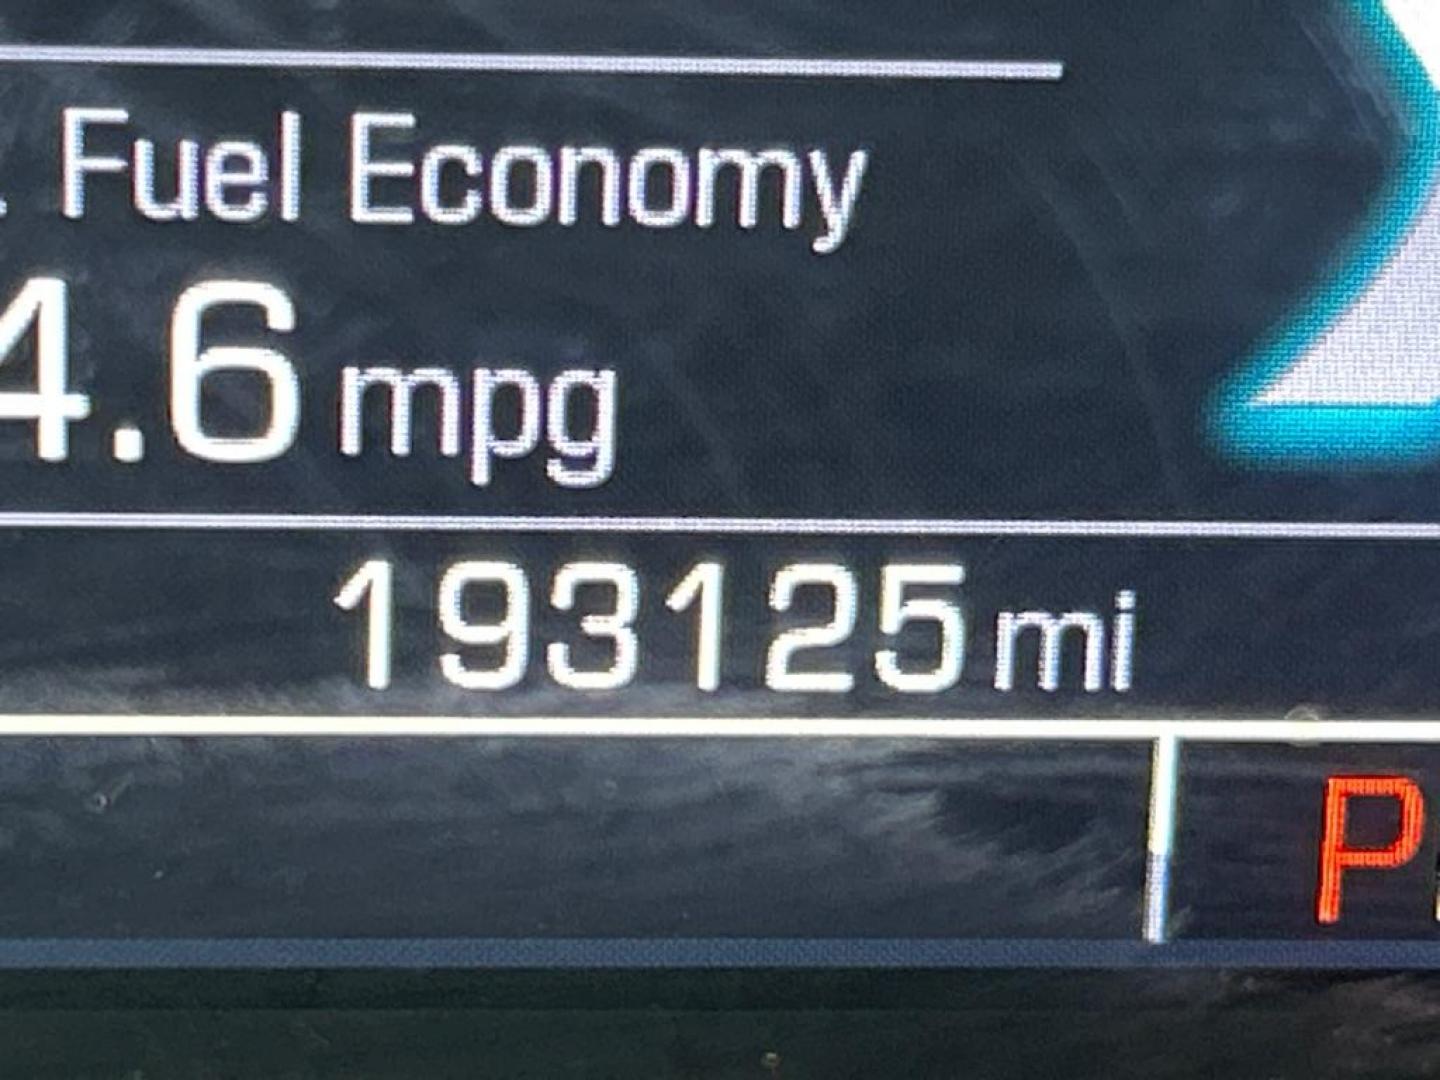 . Fuel Economy
4.6 mpg
193125 mi
P